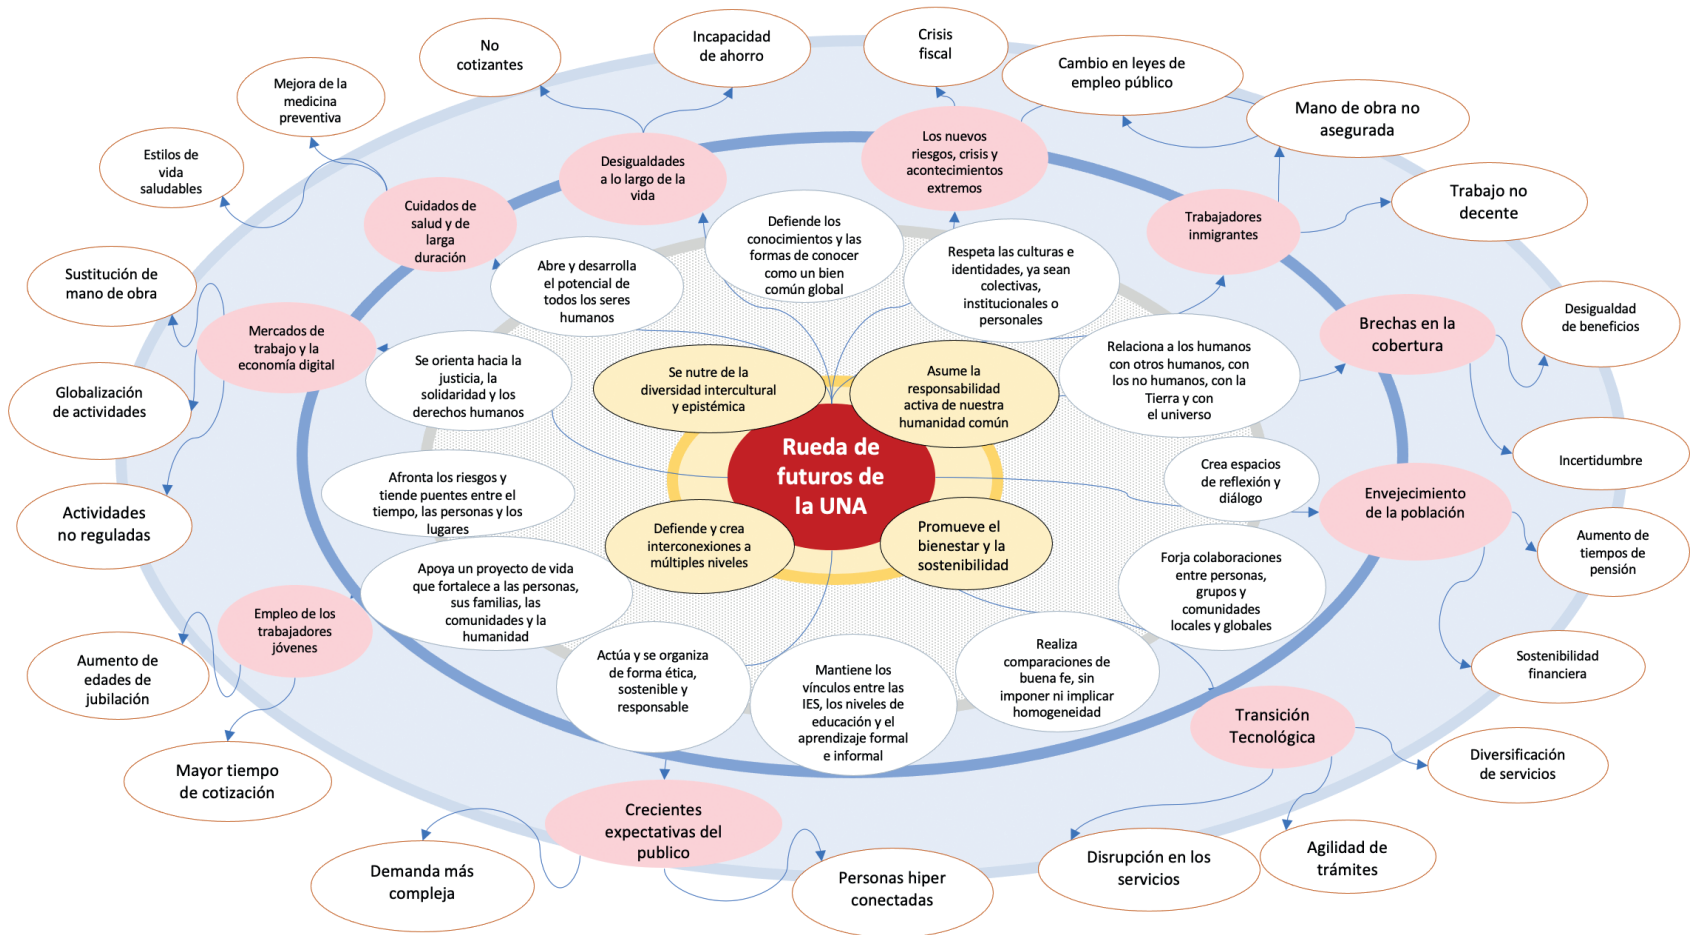 No
cotizantes
Incapacidad
de ahorro
Crisis
fiscal
Cambio en leyes de
empleo público
Mano de obra no
asegurada
Mejora de la
medicina
preventiva
Estilos de
vida
saludables
Trabajo no
decente
Desigualdades
a lo largo de la
vida
Los nuevos
riesgos, crisis y
acontecimientos
extremos
Cuidados de
salud y de
larga
duración
Trabajadores
inmigrantes
Sustitución de
mano de obra
Mercados de
trabajo y la
economía digital
Brechas en la
cobertura
Desigualdad
de beneficios
Globalización
de actividades
Incertidumbre
Actividades
no reguladas
Envejecimiento
de la población
Aumento de
tiempos de
pensión
Sostenibilidad
financiera
Empleo de los
trabajadores
jóvenes
Aumento de
edades de
jubilación
Mayor tiempo
de cotización
Transición
Tecnológica
Diversificación
de servicios
Agilidad de
trámites
Disrupción en los
servicios
Crecientes
expectativas del
publico
Demanda más
compleja
Personas hiper
conectadas
Defiende los
conocimientos y las
formas de conocer
como un bien
común global
Respeta las culturas e
identidades, ya sean
colectivas,
institucionales o
personales
Abre y desarrolla
el potencial de
todos los seres
humanos
Relaciona a los humanos
con otros humanos, con
los no humanos, con la
Tierra y con
el universo
Se orienta hacia la
justicia, la
solidaridad y los
derechos humanos
Crea espacios
de reflexión y
diálogo
Afronta los riesgos y
tiende puentes entre el
tiempo, las personas y los
lugares
Forja colaboraciones
entre personas,
grupos y
comunidades
locales y globales
Apoya un proyecto de vida
que fortalece a las personas,
sus familias, las
comunidades y la
humanidad
Realiza
comparaciones de
buena fe, sin
imponer ni implicar
homogeneidad
Actúa y se organiza
de forma ética,
sostenible y
responsable
Mantiene los
vínculos entre las
IES, los niveles de
educación y el
aprendizaje formal
e informal
Se nutre de la
diversidad intercultural
y epistémica
Asume la
responsabilidad
activa de nuestra
humanidad común
Rueda de
futuros de
la UNA
Defiende y crea
interconexiones a
múltiples niveles
Promueve el
bienestar y la
sostenibilidad